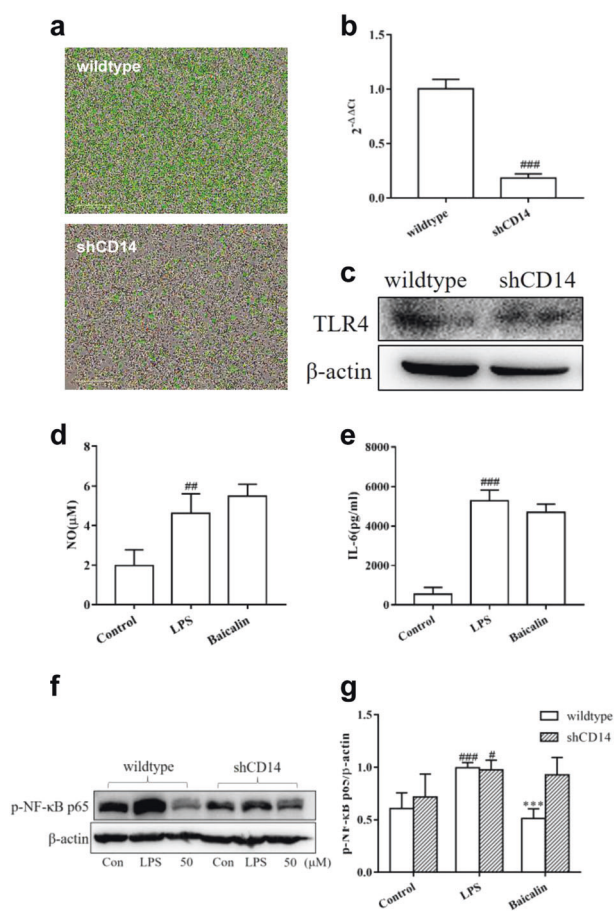 a
wildtype
shCD14
b
2^-ΔΔCt
1.5
1.0
0.5
0.0
###
wildtype
shCD14
c
wildtype shCD14
TLR4
β-actin
d
NO(μM)
8
6
4
2
0
##
Control
LPS
Baicalin
e
IL-6(pg/ml)
8000
6000
4000
2000
0
###
Control
LPS
Baicalin
f
wildtype shCD14
p-NF-κB p65
β-actin
Con LPS 50 Con LPS 50 (μM)
g
p-NF-κB p65/β-actin
1.5
1.0
0.5
0.0
wildtype
shCD14
### #
***
Control
LPS
Baicalin